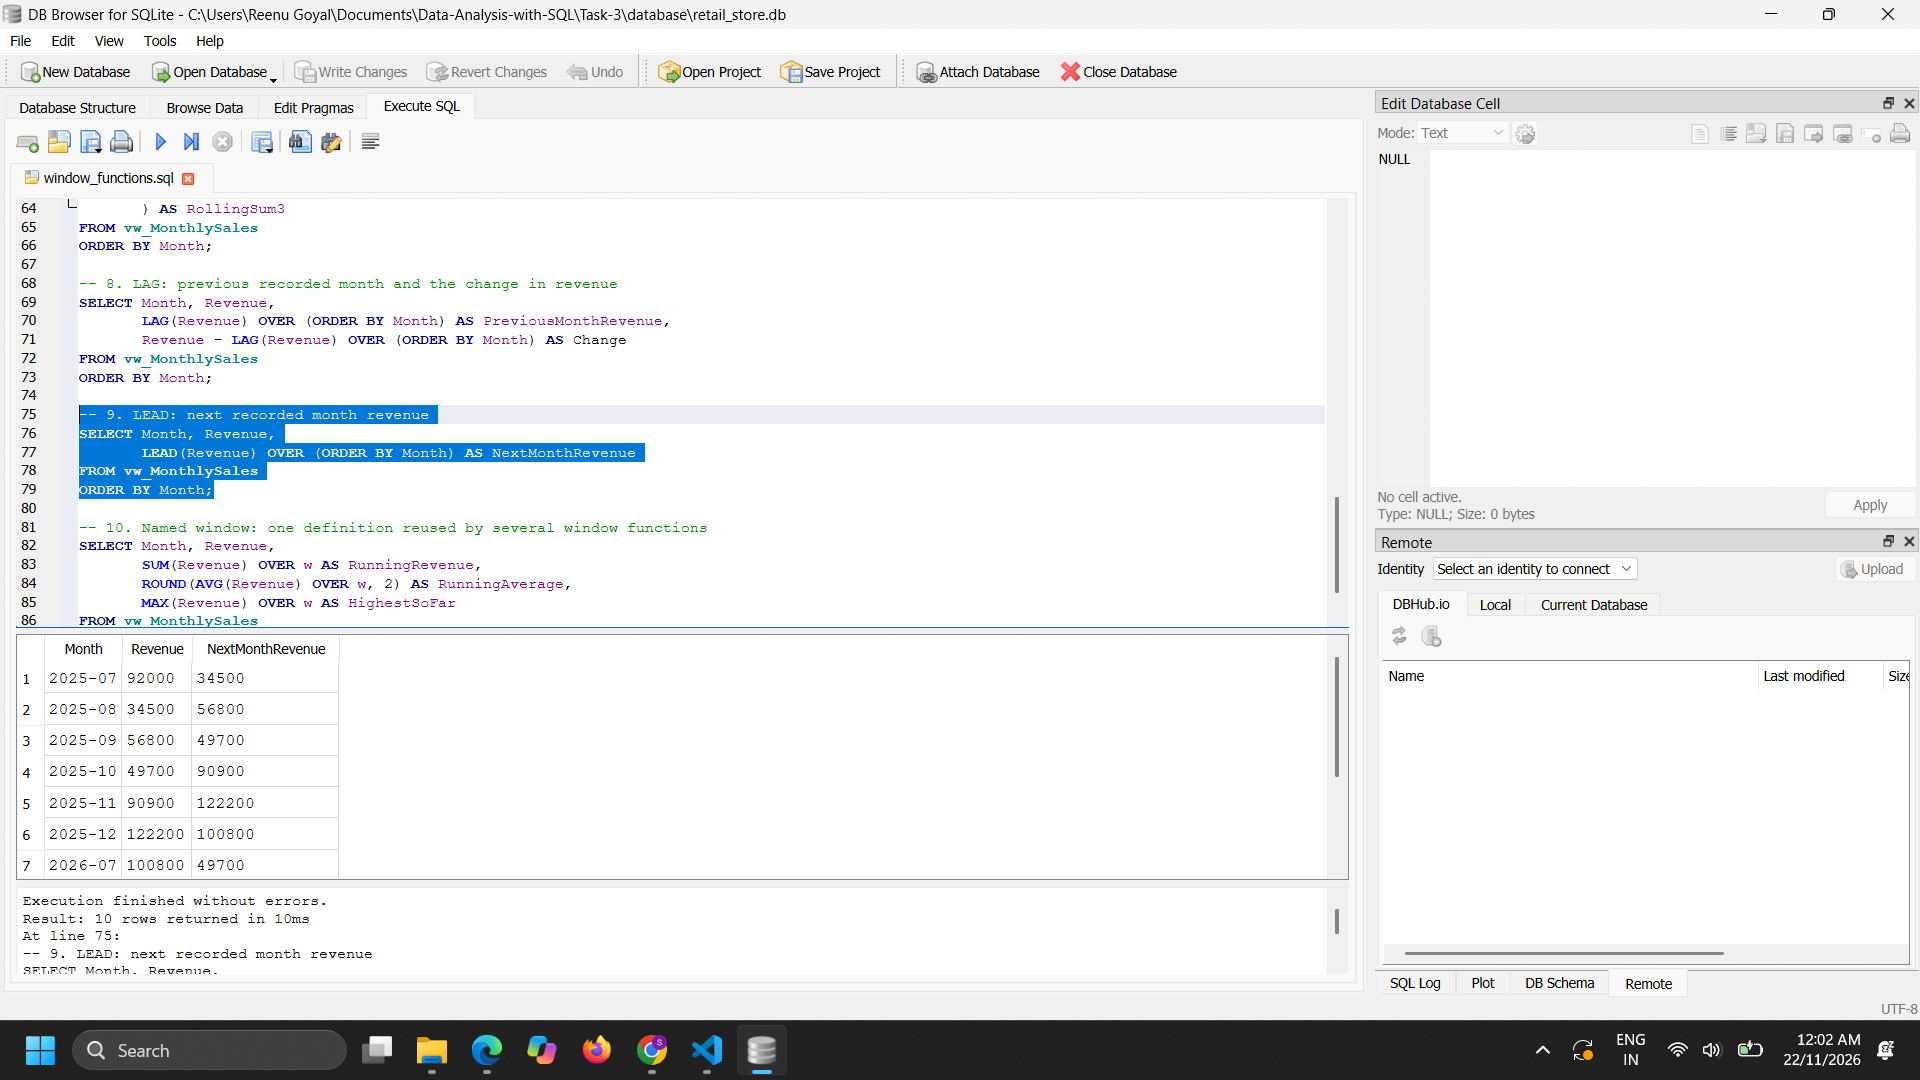 DB Browser for SQLite - C:\Users\Reenu Goyal\Documents\Data-Analysis-with-SQL\Task-3\database\retail_store.db
File Edit View Tools Help
New Database Open Database Write Changes Revert Changes Undo Open Project Save Project Attach Database Close Database
Database Structure Browse Data Edit Pragmas Execute SQL
window_functions.sql
64 ) AS RollingSum3
65 FROM vw_MonthlySales
66 ORDER BY Month;
67
68 -- 8. LAG: previous recorded month and the change in revenue
69 SELECT Month, Revenue,
70 LAG(Revenue) OVER (ORDER BY Month) AS PreviousMonthRevenue,
71 Revenue - LAG(Revenue) OVER (ORDER BY Month) AS Change
72 FROM vw_MonthlySales
73 ORDER BY Month;
74
75 -- 9. LEAD: next recorded month revenue
76 SELECT Month, Revenue,
77 LEAD(Revenue) OVER (ORDER BY Month) AS NextMonthRevenue
78 FROM vw_MonthlySales
79 ORDER BY Month;
80
81 -- 10. Named window: one definition reused by several window functions
82 SELECT Month, Revenue,
83 SUM(Revenue) OVER w AS RunningRevenue,
84 ROUND(AVG(Revenue) OVER w, 2) AS RunningAverage,
85 MAX(Revenue) OVER w AS HighestSoFar
86 FROM vw_MonthlySales
Month Revenue NextMonthRevenue
1 2025-07 92000 34500
2 2025-08 34500 56800
3 2025-09 56800 49700
4 2025-10 49700 90900
5 2025-11 90900 122200
6 2025-12 122200 100800
7 2026-07 100800 49700
Execution finished without errors.
Result: 10 rows returned in 10ms
At line 75:
-- 9. LEAD: next recorded month revenue
SELECT Month, Revenue,
Edit Database Cell
Mode: Text
NULL
No cell active.
Type: NULL; Size: 0 bytes
Apply
Remote
Identity Select an identity to connect Upload
DBHub.io Local Current Database
Name Last modified Size
SQL Log Plot DB Schema Remote
UTF-8
Search
ENG
IN
12:02 AM
22/11/2026